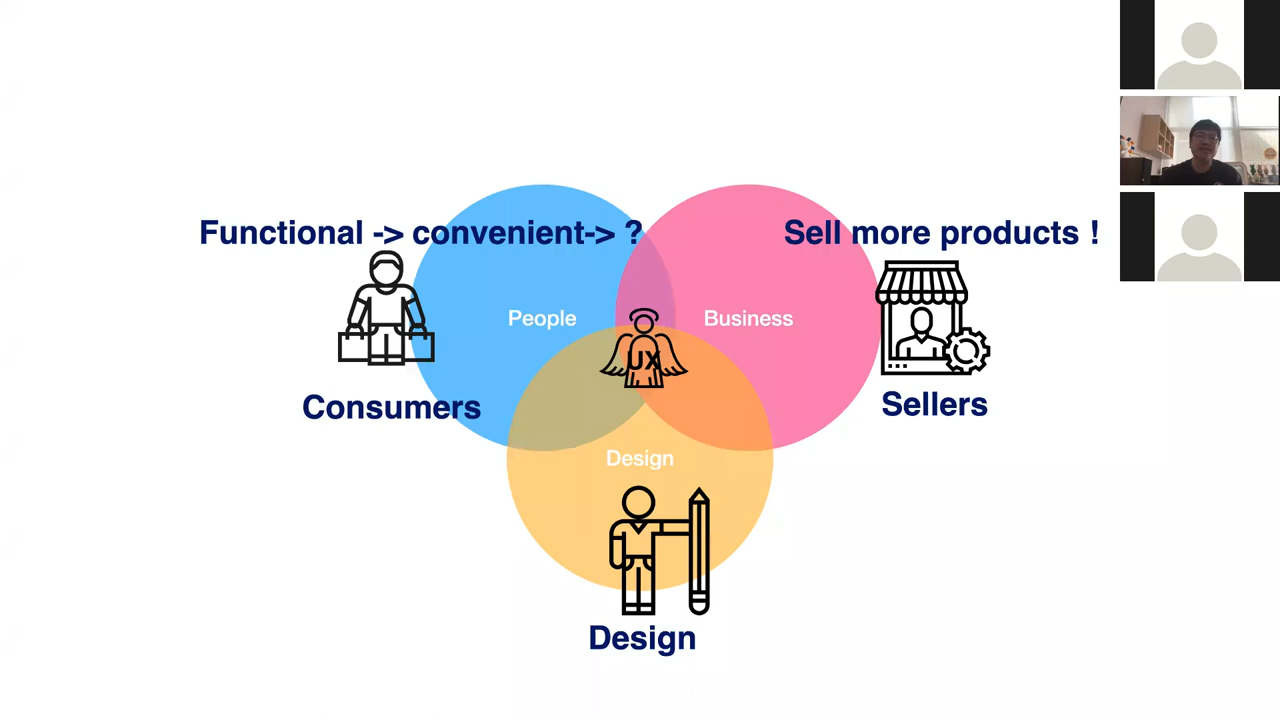 Functional -> convenient-> ?
Sell more products !
People
Business
UX
Consumers
Sellers
Design
Design